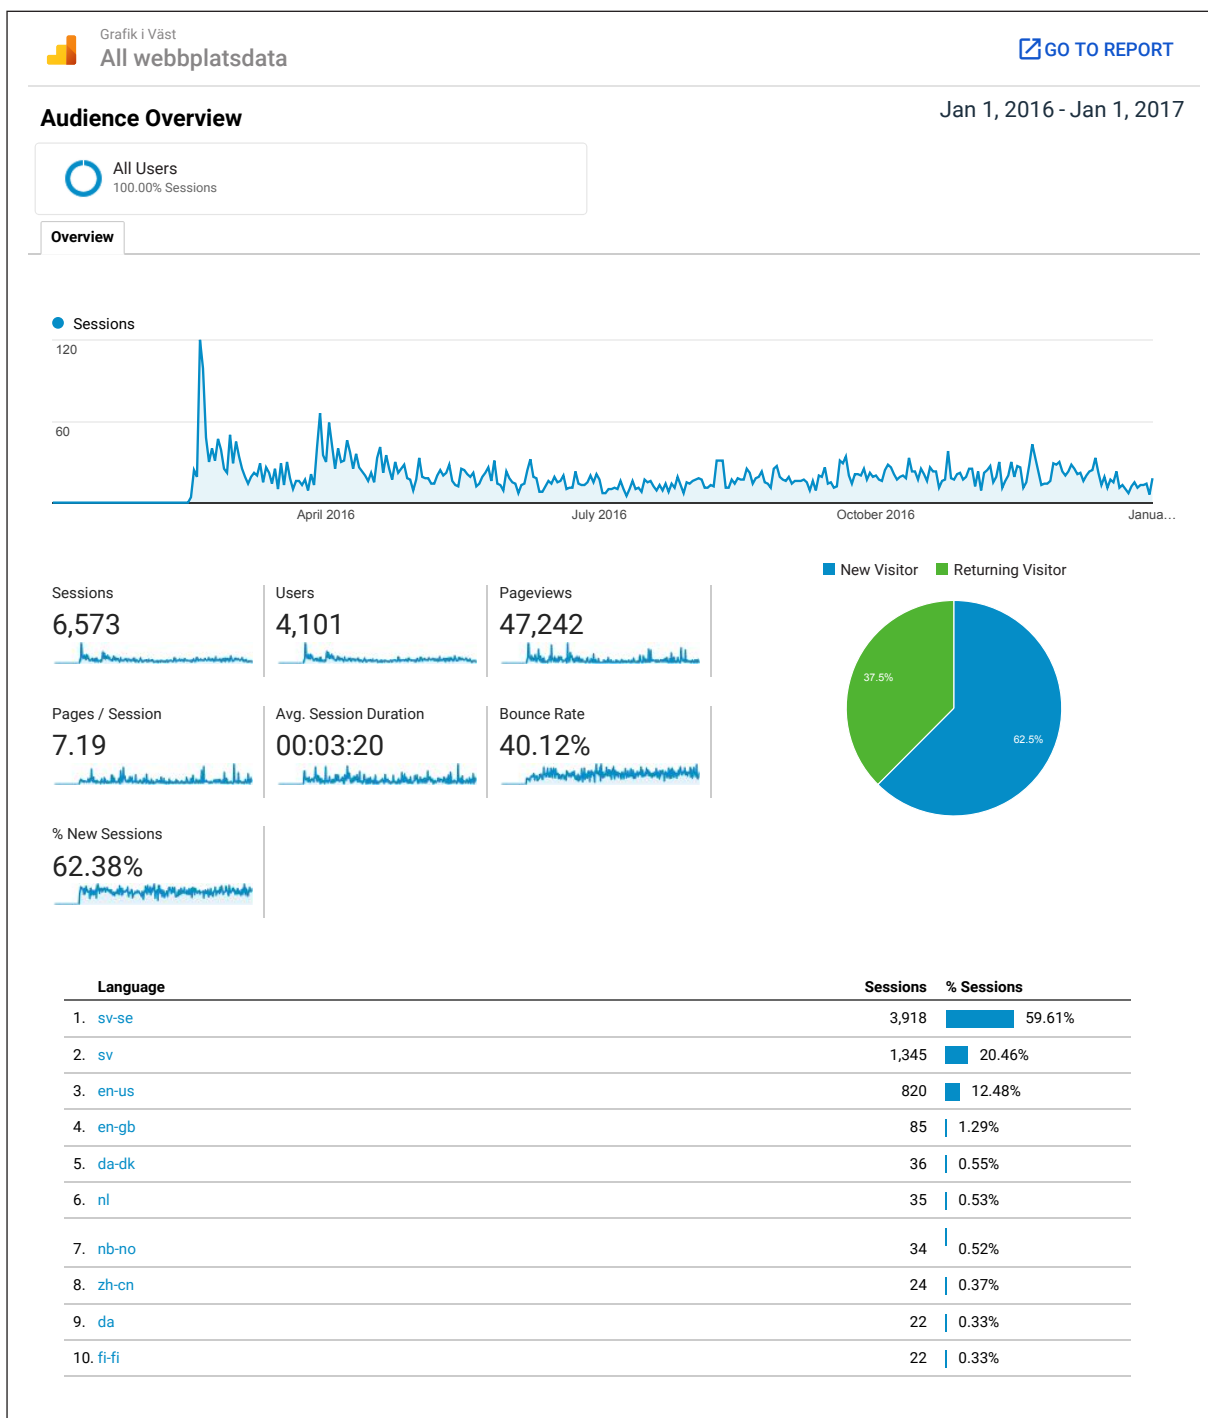 Grafik i Väst
All webbplatsdata
GO TO REPORT
Audience Overview
Jan 1, 2016 - Jan 1, 2017
All Users
100.00% Sessions
Overview
Sessions
120
60
April 2016
July 2016
October 2016
Janua…
New Visitor
Returning Visitor
37.5%
62.5%
Sessions
6,573
Users
4,101
Pageviews
47,242
Pages / Session
7.19
Avg. Session Duration
00:03:20
Bounce Rate
40.12%
% New Sessions
62.38%
Language Sessions % Sessions
1. sv-se 3,918 59.61%
2. sv 1,345 20.46%
3. en-us 820 12.48%
4. en-gb 85 1.29%
5. da-dk 36 0.55%
6. nl 35 0.53%
7. nb-no 34 0.52%
8. zh-cn 24 0.37%
9. da 22 0.33%
10. fi-fi 22 0.33%